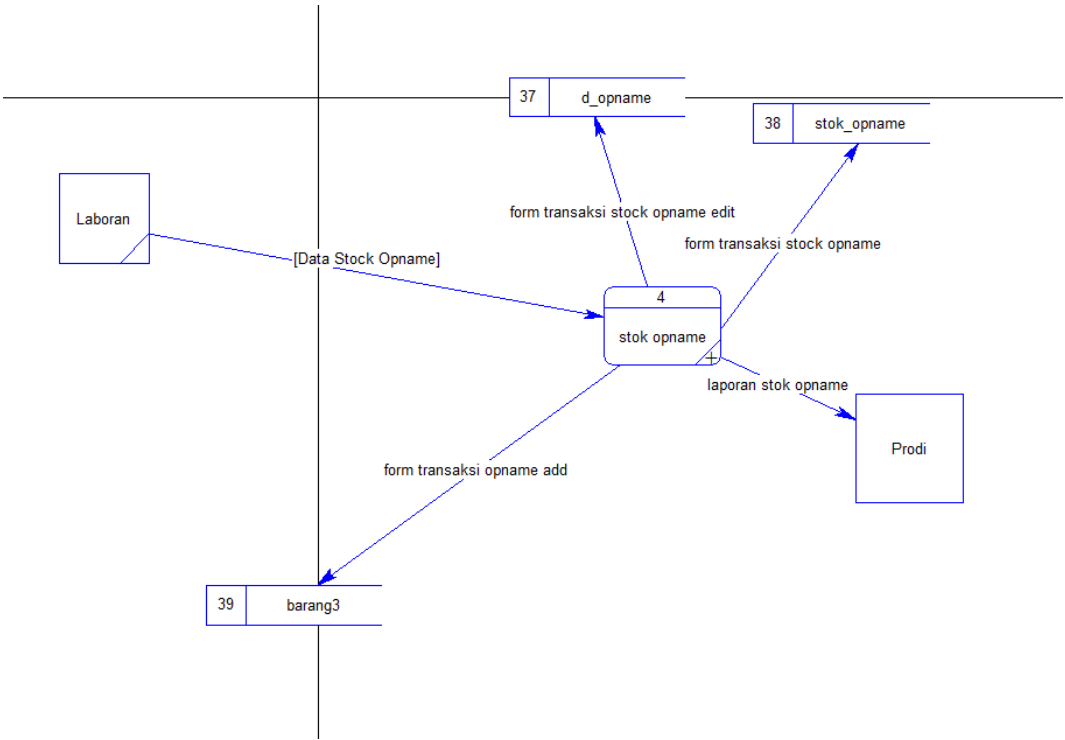 37 d_opname
38 stok_opname
Laboran
form transaksi stock opname edit
form transaksi stock opname
[Data Stock Opname]
4
stok opname
laporan stok opname
Prodi
form transaksi opname add
39 barang3